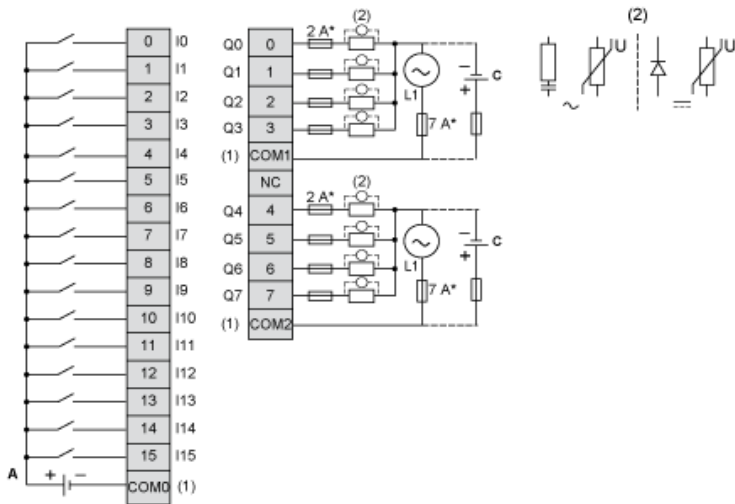 0 I0
1 I1
2 I2
3 I3
4 I4
5 I5
6 I6
7 I7
8 I8
9 I9
10 I10
11 I11
12 I12
13 I13
14 I14
15 I15
A + − COM0 (1)
(2)
Q0 0 2 A*
Q1 1
Q2 2
Q3 3
L1
− + C
7 A*
(1) COM1
NC
(2)
Q4 4 2 A*
Q5 5
Q6 6
Q7 7
L1
− + C
7 A*
(1) COM2
(2)
IU IU
∼